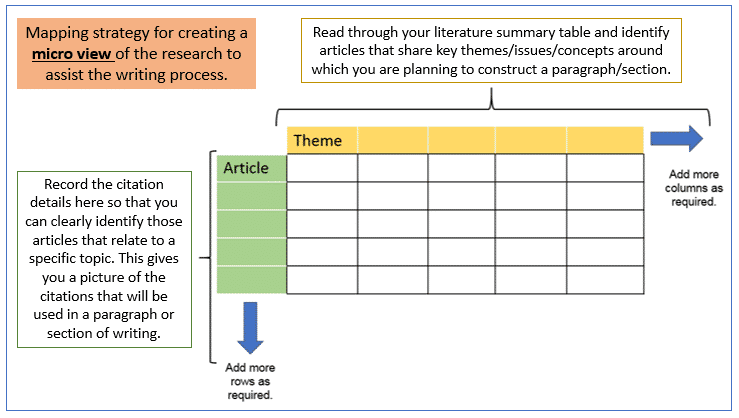 Mapping strategy for creating a
micro view of the research to
assist the writing process.
Read through your literature summary table and identify
articles that share key themes/issues/concepts around
which you are planning to construct a paragraph/section.
Theme
Article
Add more
columns as
required.
Record the citation
details here so that you
can clearly identify those
articles that relate to a
specific topic. This gives
you a picture of the
citations that will be
used in a paragraph or
section of writing.
Add more
rows as
required.